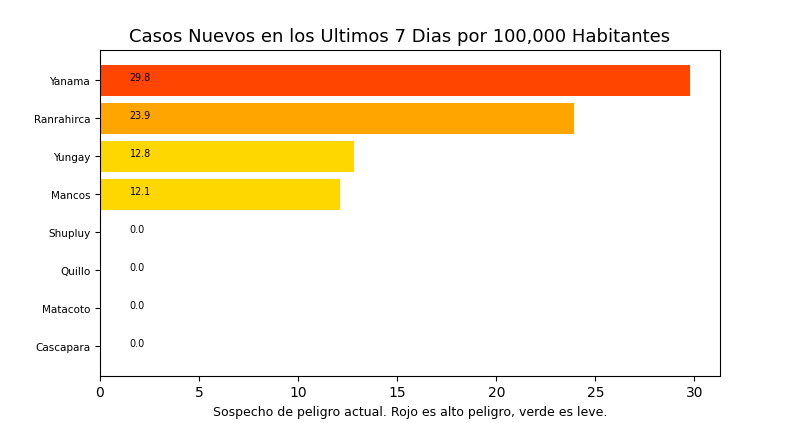 Casos Nuevos en los Ultimos 7 Dias por 100,000 Habitantes
Yanama 29.8
Ranrahirca 23.9
Yungay 12.8
Mancos 12.1
Shupluy 0.0
Quillo 0.0
Matacoto 0.0
Cascapara 0.0
0 5 10 15 20 25 30
Sospecho de peligro actual. Rojo es alto peligro, verde es leve.